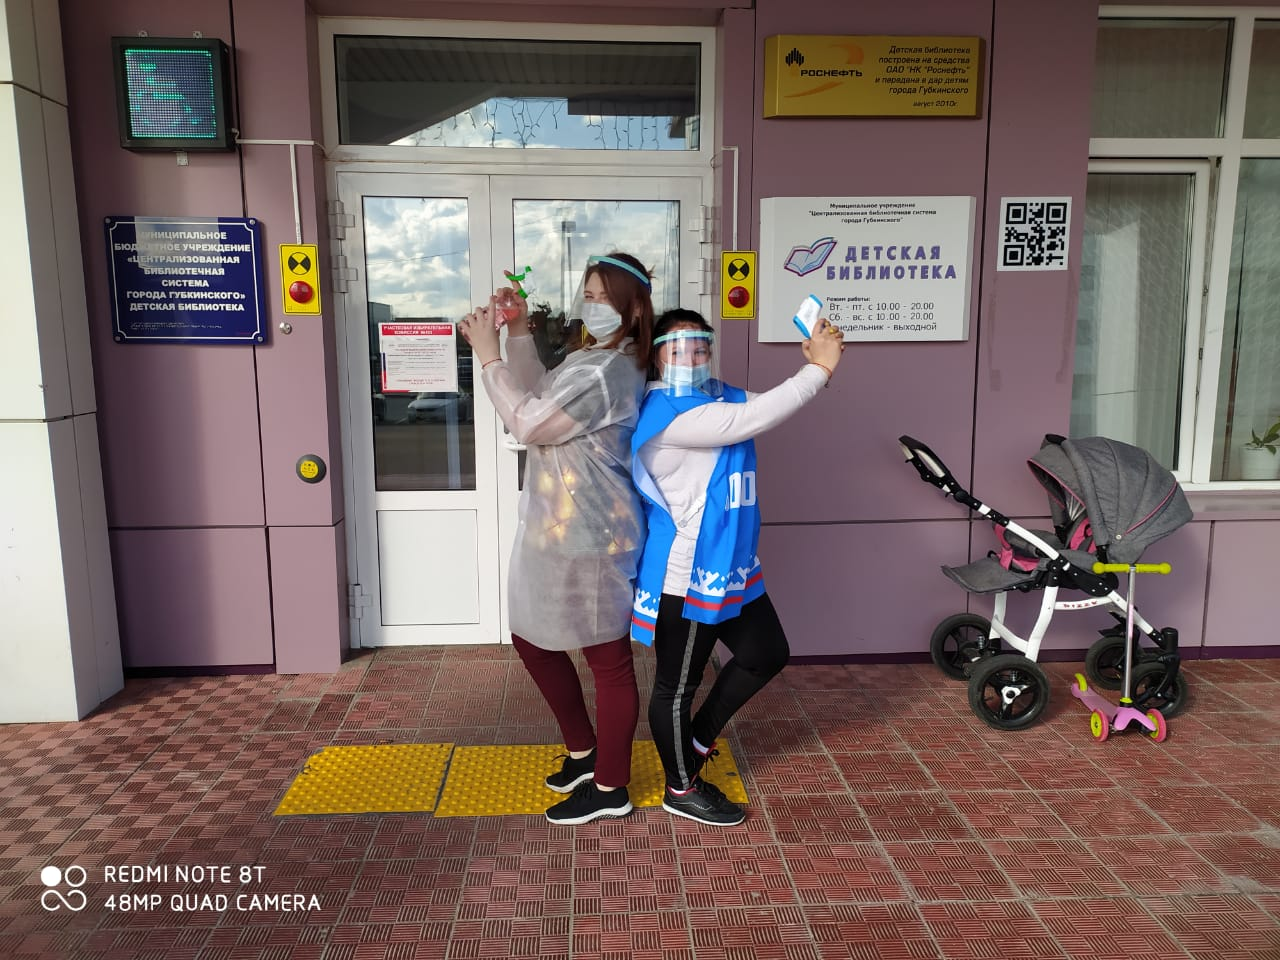 МУНИЦИПАЛЬНОЕ
БЮДЖЕТНОЕ УЧРЕЖДЕНИЕ
«ЦЕНТРАЛИЗОВАННАЯ
БИБЛИОТЕЧНАЯ
СИСТЕМА
ГОРОДА ГУБКИНСКОГО»
ДЕТСКАЯ БИБЛИОТЕКА
УЧАСТКОВАЯ ИЗБИРАТЕЛЬНАЯ
РОСНЕФТЬ
Детская библиотека
построена на средства
ОАО "НК "Роснефть"
и передана в дар детям
города Губкинского
август 2010г.
Муниципальное учреждение
"Централизованная библиотечная система
города Губкинского"
ДЕТСКАЯ
БИБЛИОТЕКА
Режим работы:
Вт. - пт. с 10.00 - 20.00
Сб. - вс. с 10.00 - 20.00
- выходной
DIZZY
REDMI NOTE 8T
48MP QUAD CAMERA